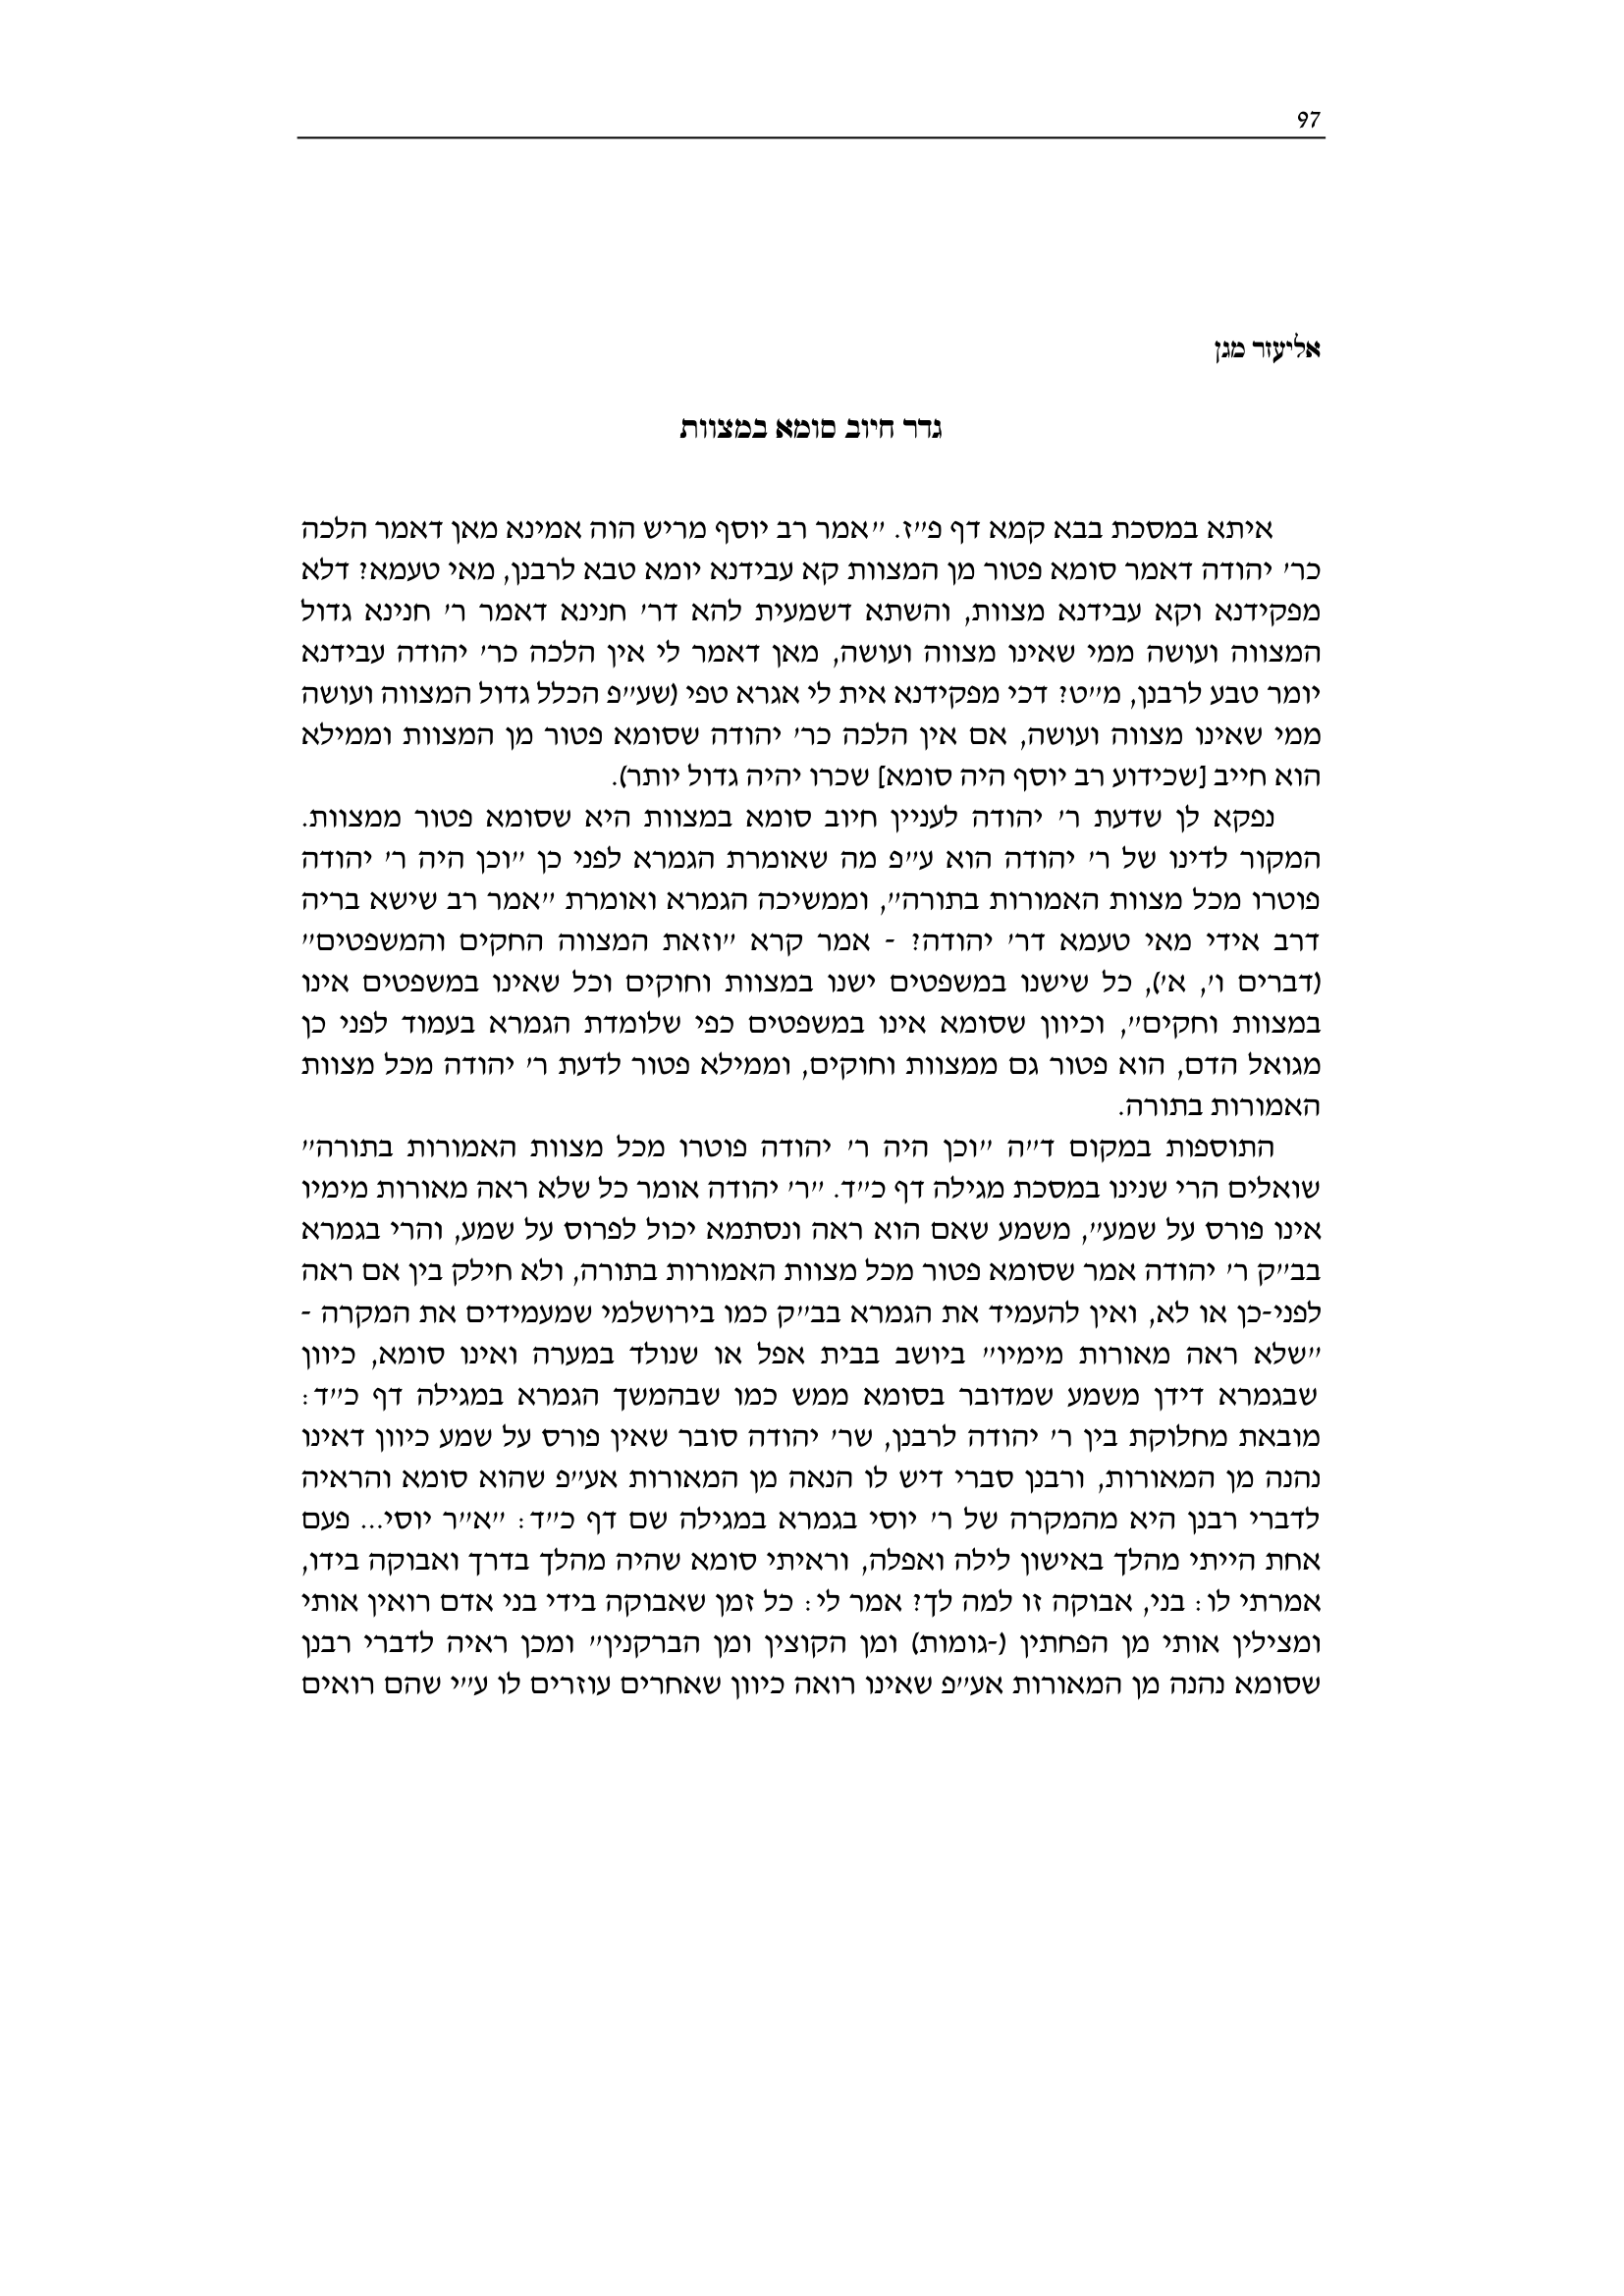 97
אליעזר מגן
גדר חיוב סומא במצוות
איתא במסכת בבא קמא דף פ״ז. ״אמר רב יוסף מריש הוה אמינא מאן דאמר הלכה
כר׳ יהודה דאמר סומא פטור מן המצוות קא עבידנא יומא טבא לרבנן, מאי טעמא? דלא
מפקידנא וקא עבידנא מצוות, והשתא דשמעית להא דר׳ חנינא דאמר ר׳ חנינא גדול
המצווה ועושה ממי שאינו מצווה ועושה, מאן דאמר לי אין הלכה כר׳ יהודה עבידנא
יומר טבע לרבנן, מ״ט? דכי מפקידנא אית לי אגרא טפי (שע״פ הכלל גדול המצווה ועושה
ממי שאינו מצווה ועושה, אם אין הלכה כר׳ יהודה שסומא פטור מן המצוות וממילא
הוא חייב [שכידוע רב יוסף היה סומא] שכרו יהיה גדול יותר).
נפקא לן שדעת ר׳ יהודה לעניין חיוב סומא במצוות היא שסומא פטור ממצוות.
המקור לדינו של ר׳ יהודה הוא ע״פ מה שאומרת הגמרא לפני כן ״וכן היה ר׳ יהודה
פוטרו מכל מצוות האמורות בתורה״, וממשיכה הגמרא ואומרת ״אמר רב שישא בריה
דרב אידי מאי טעמא דר׳ יהודה? - אמר קרא ״וזאת המצווה החקים והמשפטים״
(דברים ו׳, א׳), כל שישנו במשפטים ישנו במצוות וחוקים וכל שאינו במשפטים אינו
במצוות וחקים״, וכיוון שסומא אינו במשפטים כפי שלומדת הגמרא בעמוד לפני כן
מגואל הדם, הוא פטור גם ממצוות וחוקים, וממילא פטור לדעת ר׳ יהודה מכל מצוות
האמורות בתורה.
התוספות במקום ד״ה ״וכן היה ר׳ יהודה פוטרו מכל מצוות האמורות בתורה״
שואלים הרי שנינו במסכת מגילה דף כ״ד. ״ר׳ יהודה אומר כל שלא ראה מאורות מימיו
אינו פורס על שמע״, משמע שאם הוא ראה ונסתמא יכול לפרוס על שמע, והרי בגמרא
בב״ק ר׳ יהודה אמר שסומא פטור מכל מצוות האמורות בתורה, ולא חילק בין אם ראה
לפני-כן או לא, ואין להעמיד את הגמרא בב״ק כמו בירושלמי שמעמידים את המקרה -
״שלא ראה מאורות מימיו״ ביושב בבית אפל או שנולד במערה ואינו סומא, כיוון
שבגמרא דידן משמע שמדובר בסומא ממש כמו שבהמשך הגמרא במגילה דף כ״ד:
מובאת מחלוקת בין ר׳ יהודה לרבנן, שר׳ יהודה סובר שאין פורס על שמע כיוון דאינו
נהנה מן המאורות, ורבנן סברי דיש לו הנאה מן המאורות אע״פ שהוא סומא והראיה
לדברי רבנן היא מהמקרה של ר׳ יוסי בגמרא במגילה שם דף כ״ד: ״א״ר יוסי... פעם
אחת הייתי מהלך באישון לילה ואפלה, וראיתי סומא שהיה מהלך בדרך ואבוקה בידו,
אמרתי לו: בני, אבוקה זו למה לך? אמר לי: כל זמן שאבוקה בידי בני אדם רואין אותי
ומצילין אותי מן הפחתין (-גומות) ומן הקוצין ומן הברקנין״ ומכן ראיה לדברי רבנן
שסומא נהנה מן המאורות אע״פ שאינו רואה כיוון שאחרים עוזרים לו ע״י שהם רואים